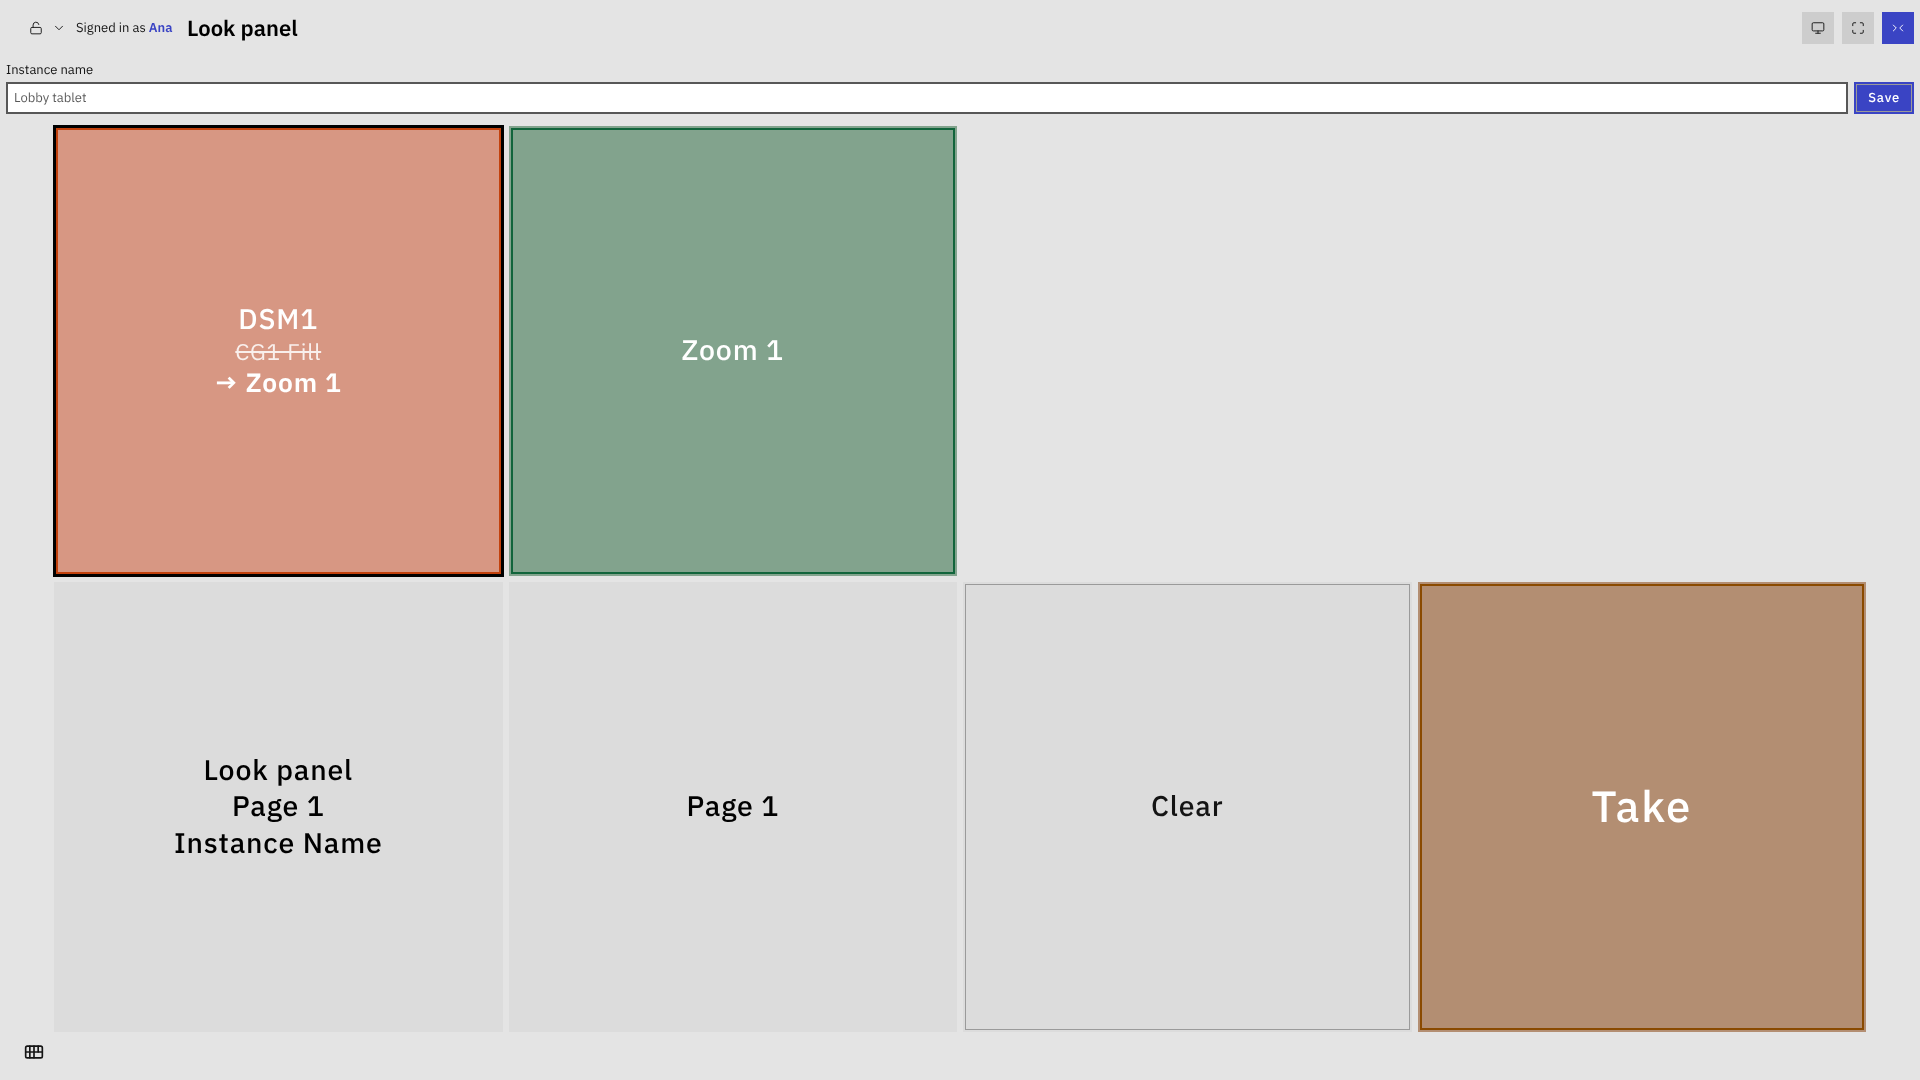 Signed in as Ana
Look panel
Instance name
Lobby tablet
Save
DSM1
CG1 Fill
→ Zoom 1
Zoom 1
Look panel
Page 1
Instance Name
Page 1
Clear
Take